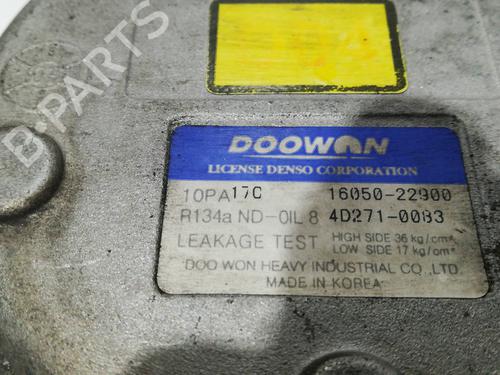 B-PARTS
DOOWON
LICENSE DENSO CORPORATION
10PA17C 16050-22900
R134a ND-OIL 8 4D271-0083
LEAKAGE TEST HIGH SIDE 36 kg/cm²
LOW SIDE 17 kg/cm²
DOO WON HEAVY INDUSTRIAL CO.,LTD.
MADE IN KOREA
B-PARTS